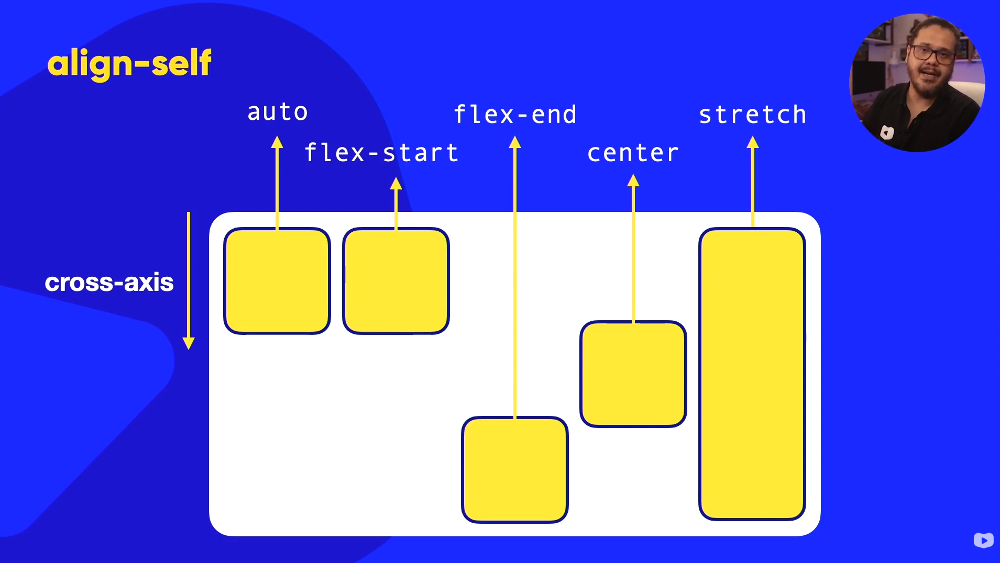 align-self
auto
flex-end
stretch
flex-start
center
cross-axis